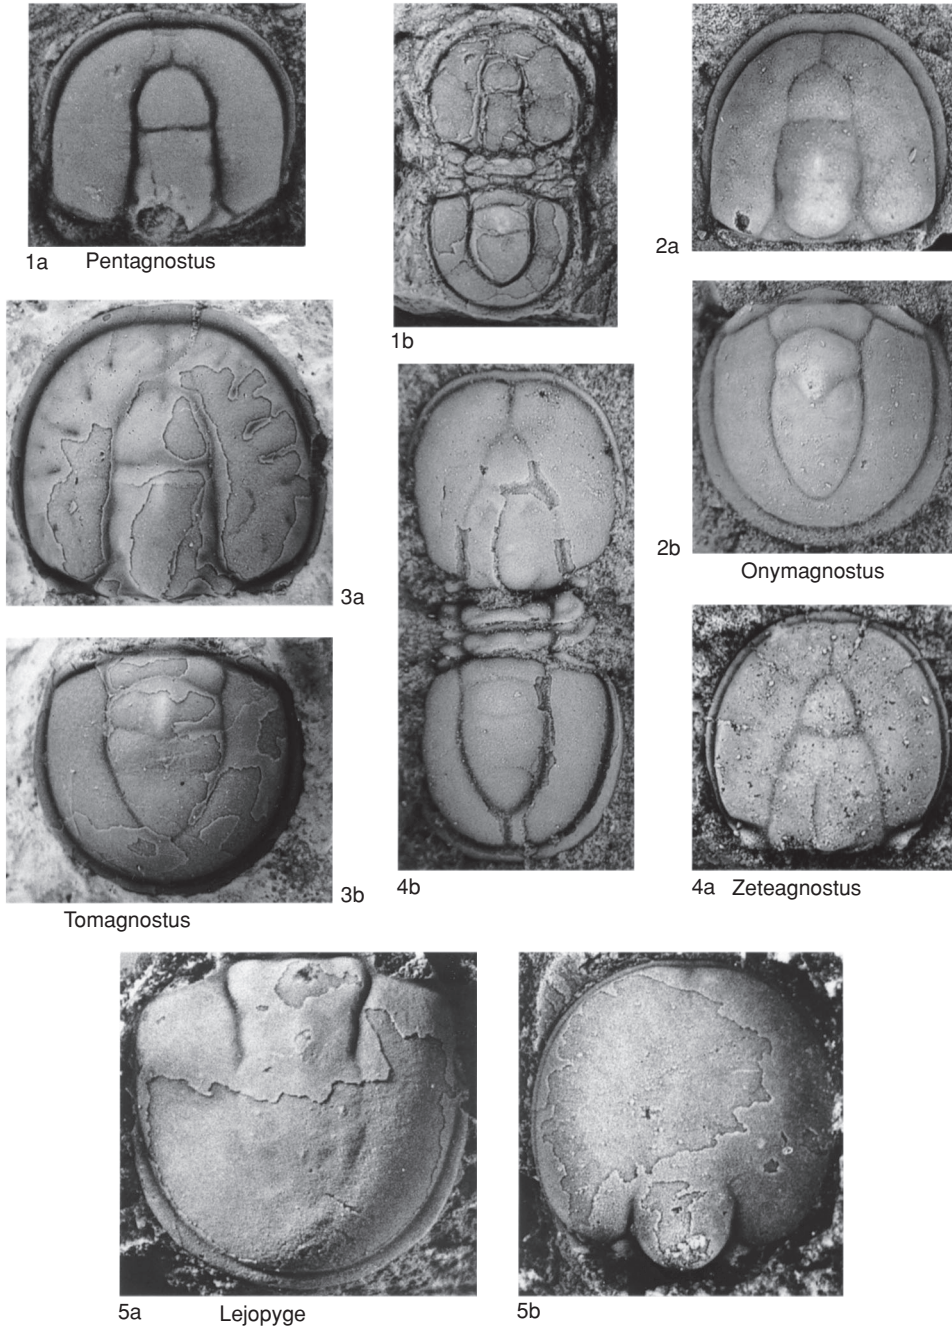 1a Pentagnostus
1b
2a
2b
Onymagnostus
3a
3b
Tomagnostus
4b
4a Zeteagnostus
5a Lejopyge
5b